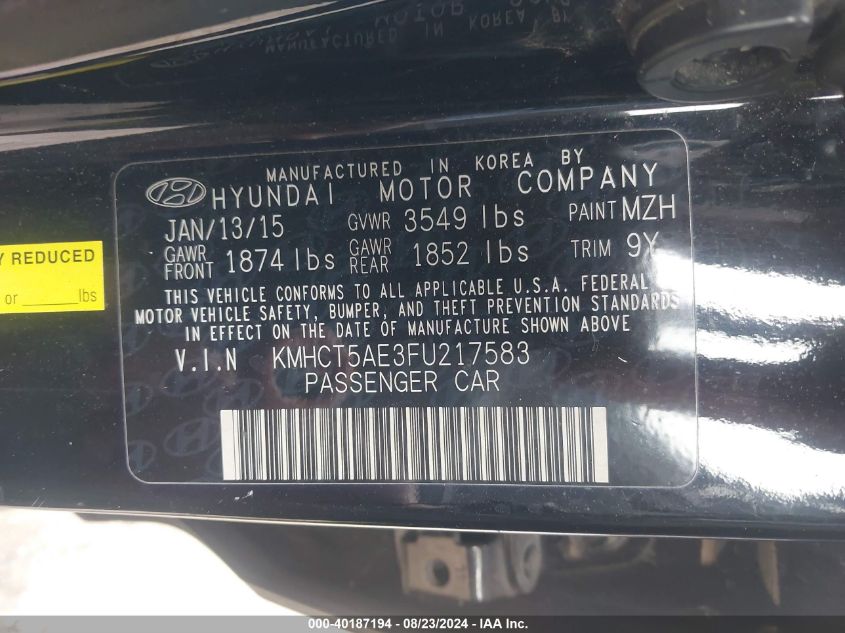 MANUFACTURED IN KOREA BY
HYUNDAI MOTOR COMPANY
JAN/13/15 GVWR 3549 lbs PAINT MZH
GAWR FRONT 1874 lbs GAWR REAR 1852 lbs TRIM 9Y
THIS VEHICLE CONFORMS TO ALL APPLICABLE U.S.A. FEDERAL
MOTOR VEHICLE SAFETY, BUMPER, AND THEFT PREVENTION STANDARDS
IN EFFECT ON THE DATE OF MANUFACTURE SHOWN ABOVE
V.I.N KMHCT5AE3FU217583
PASSENGER CAR
Y REDUCED
or ______ lbs
000-40187194 - 08/23/2024 - IAA Inc.